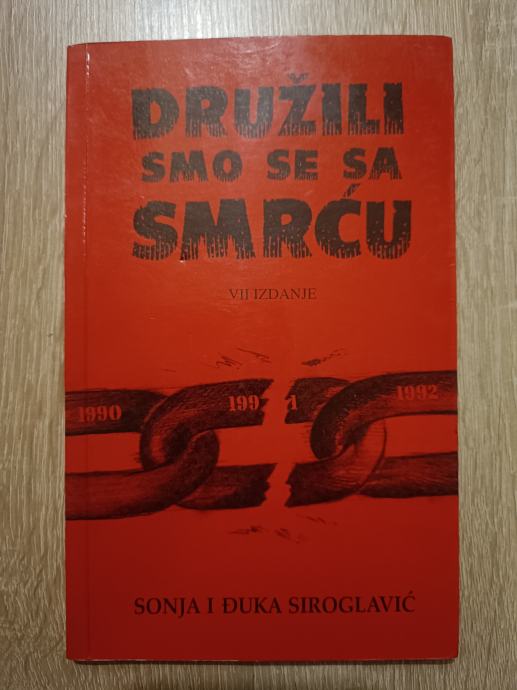 DRUŽILI
SMO SE SA
SMRĆU
VII IZDANJE
1990 1991 1992
SONJA I ĐUKA SIROGLAVIĆ